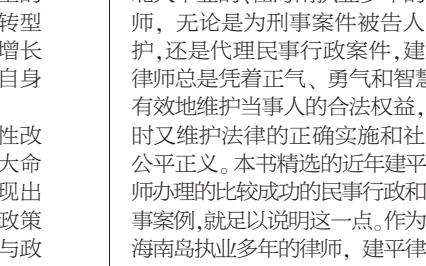 转型
增长
自身
性改
大命
现出
政策
与政
师，无论是为刑事案件被告人
护,还是代理民事行政案件,建
律师总是凭着正气、勇气和智慧
有效地维护当事人的合法权益,
时又维护法律的正确实施和社
公平正义。本书精选的近年建平
师办理的比较成功的民事行政和
事案例,就足以说明这一点。作为
海南岛执业多年的律师，建平律